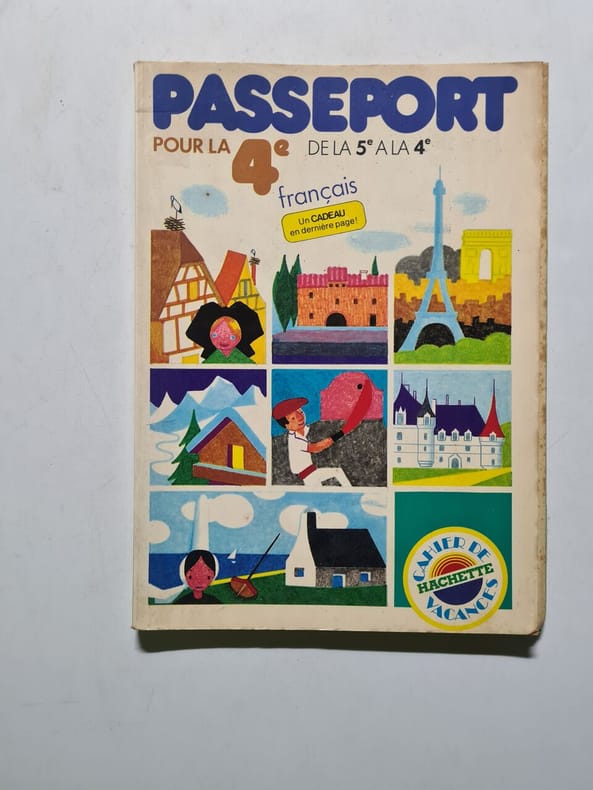 PASSEPORT
POUR LA 4e DE LA 5e A LA 4e
français
Un CADEAU
en dernière page!
CAHIER DE
HACHETTE
VACANCES